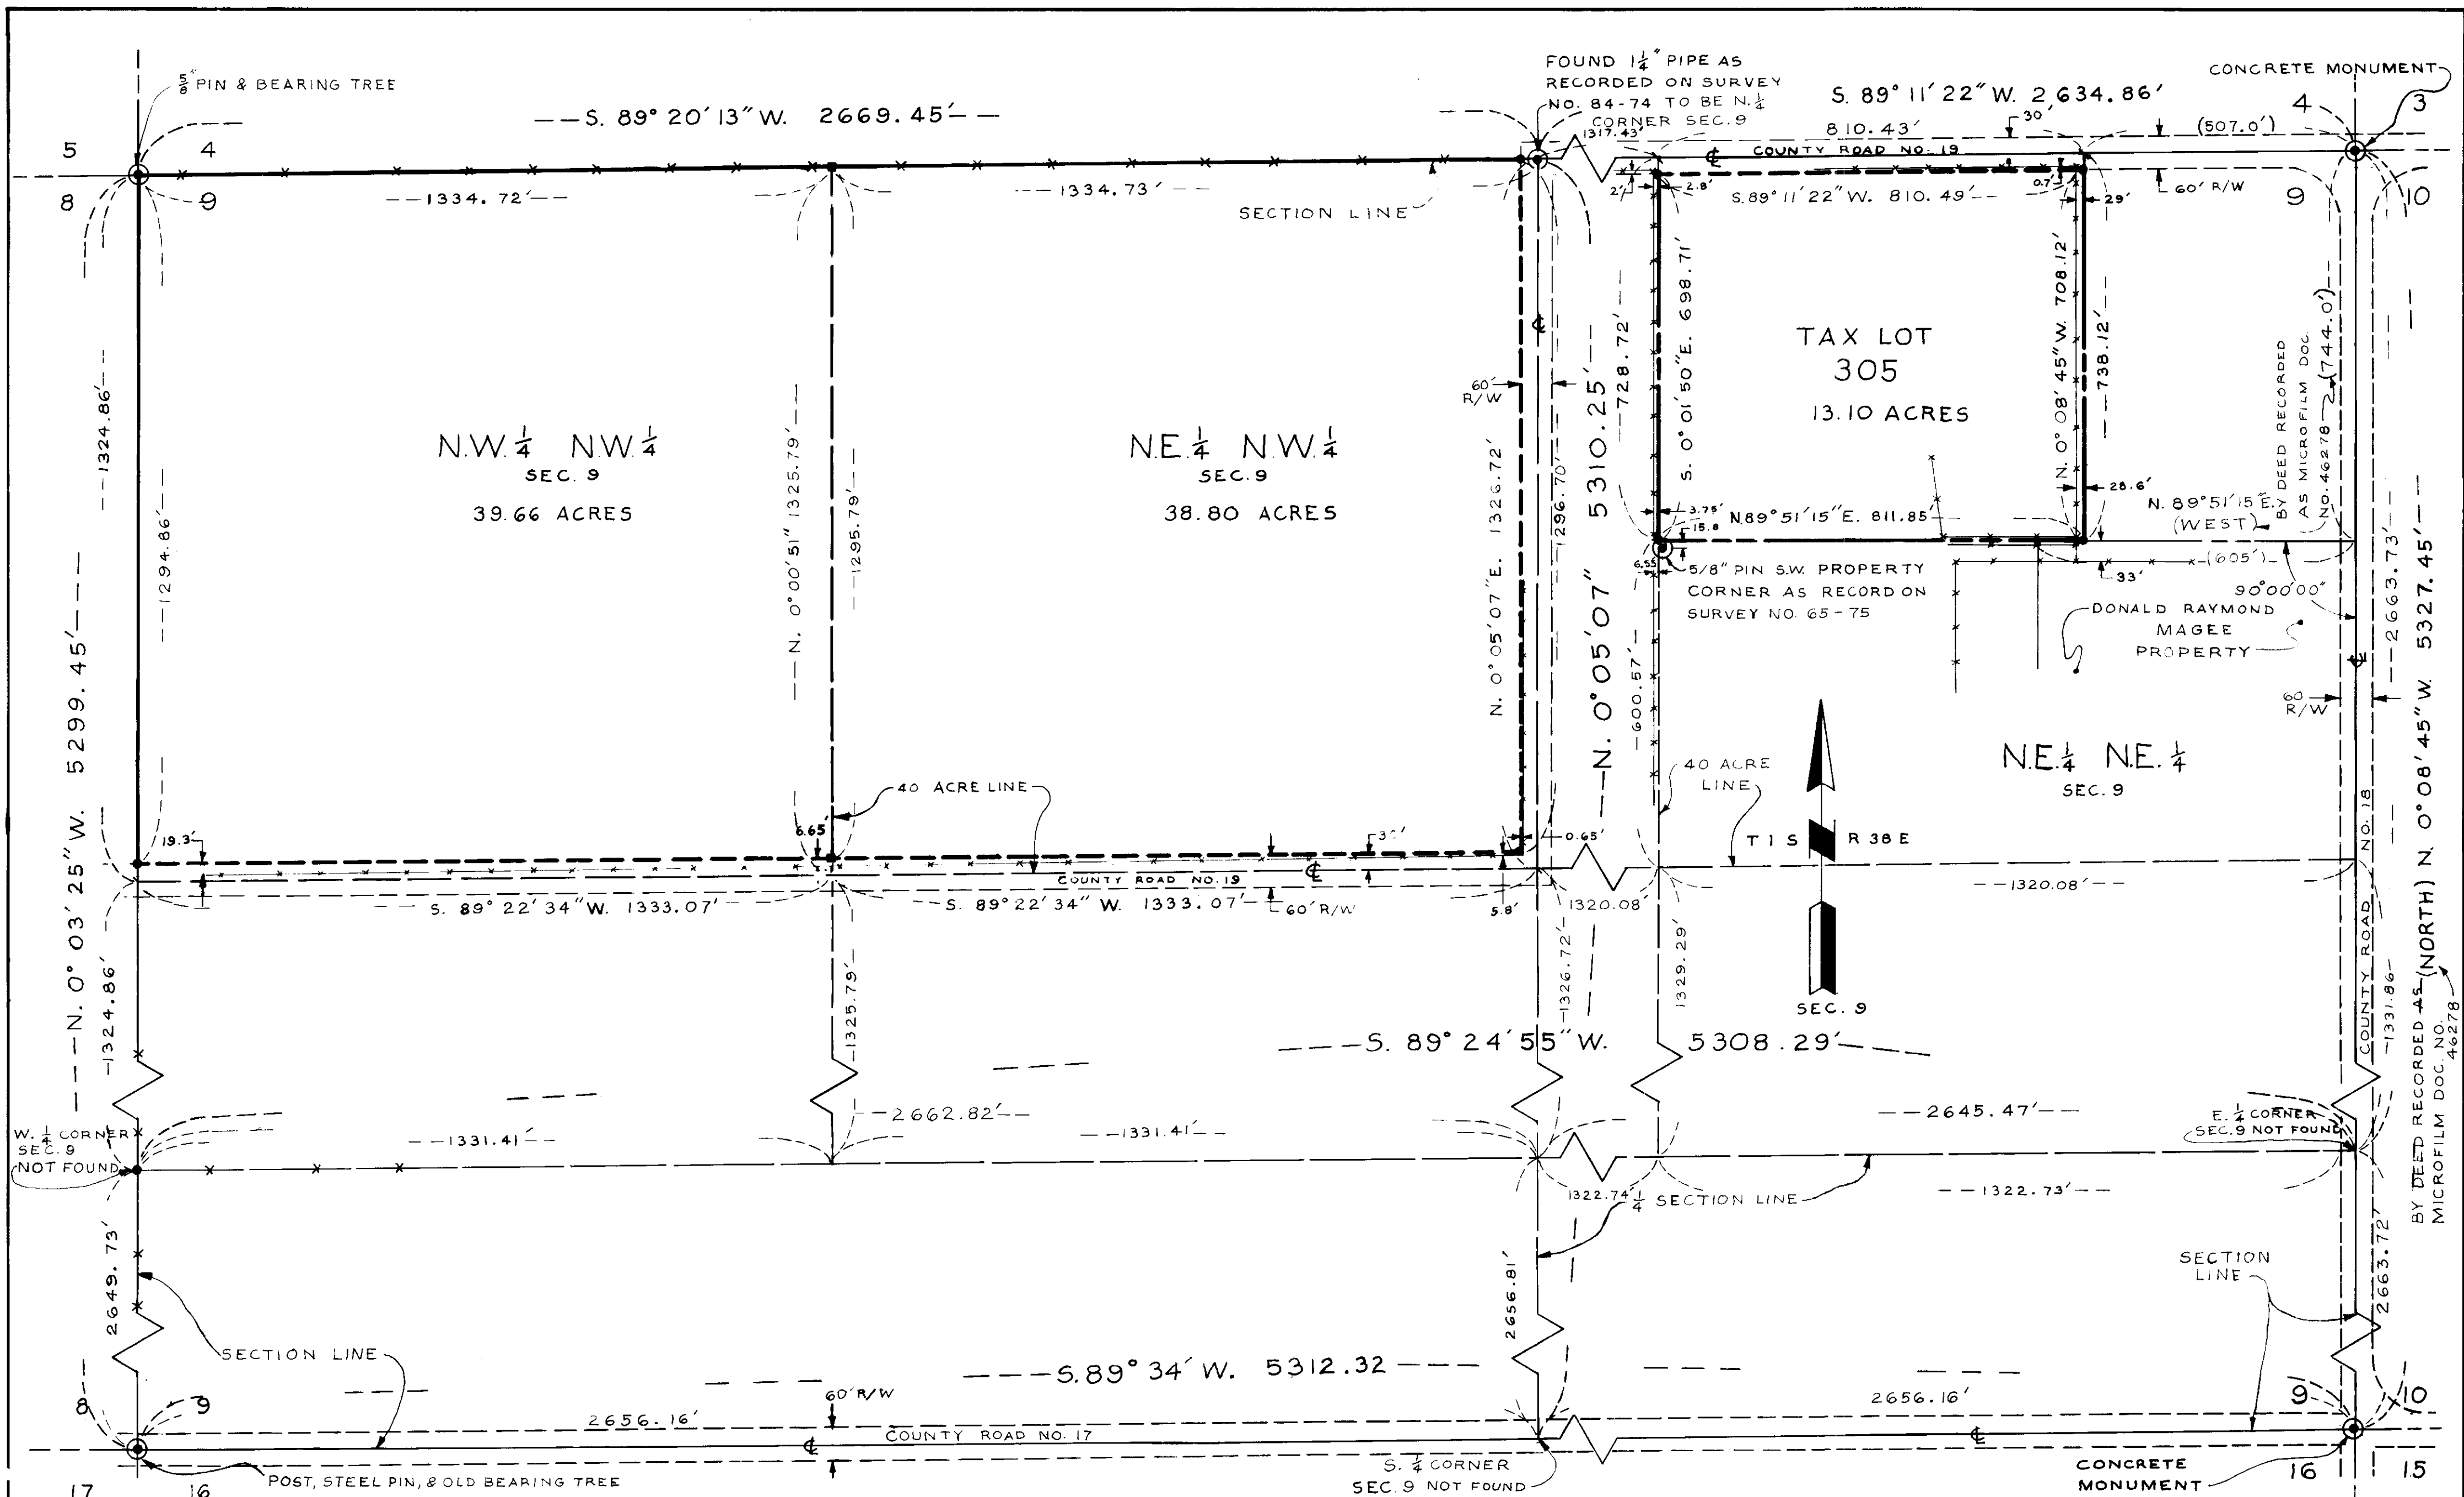 5/8" PIN & BEARING TREE
--S. 89° 20' 13" W. 2669.45'--
FOUND 1 1/4" PIPE AS
RECORDED ON SURVEY
NO. 84-74 TO BE N. 1/4
CORNER SEC. 9
S. 89° 11' 22" W. 2,634.86'
CONCRETE MONUMENT
5
4
8
9
4
3
9
10
1317.43'
810.43'
30'
(507.0')
COUNTY ROAD NO. 19
60' R/W
--1334.72'--
---1334.73'--
SECTION LINE
2'
2.8'
0.7'
S. 89° 11' 22" W. 810.49'--
29'
--1324.86'--
--1294.86'--
N.W. 1/4 N.W. 1/4
SEC. 9
39.66 ACRES
--N. 0° 00' 51" 1325.79'--
--1295.79'--
N.E. 1/4 N.W. 1/4
SEC. 9
38.80 ACRES
N. 0° 05' 07" E. 1326.72'
60'
R/W
1296.70'
--N. 0° 05' 07" 5310.25'--
--728.72'--
S. 0° 01' 50" E. 698.71'
TAX LOT
305
13.10 ACRES
N. 0° 08' 45" W. 708.12'
--738.12'--
BY DEED RECORDED
AS MICROFILM DOC.
NO. 46278
(744.0')
28.6'
N. 89° 51' 15" E.
(WEST)
3.75'
15.8
N. 89° 51' 15" E. 811.85'
6.55
5/8" PIN S.W. PROPERTY
CORNER AS RECORD ON
SURVEY NO. 65-75
33'
(605')
90° 00' 00"
DONALD RAYMOND
MAGEE
PROPERTY
--2663.73'--
60
R/W
--600.57'--
40 ACRE
LINE
N.E. 1/4 N.E. 1/4
SEC. 9
T 1 S R 38 E
SEC. 9
---N. 0° 03' 25" W. 5299.45'---
19.3'
6.65'
40 ACRE LINE
0.65'
COUNTY ROAD NO. 19
-- S. 89° 22' 34" W. 1333.07'--
--S. 89° 22' 34" W. 1333.07'
60' R/W
5.8'
1320.08'
--1320.08'--
-1324.86'-
-1325.79'-
-1326.72'-
1329.29'
COUNTY ROAD NO. 18
-1331.86-
BY DEED RECORDED AS (NORTH) N. 0° 08' 45" W. 5327.45'--
MICROFILM DOC. NO.
46278
---S. 89° 24' 55" W. 5308.29'--
W. 1/4 CORNER
SEC. 9
NOT FOUND
--1331.41'--
--2662.82'--
--1331.41'--
--2645.47'--
E. 1/4 CORNER
SEC. 9 NOT FOUND
1322.74'
1/4 SECTION LINE
--1322.73'--
2649.73'
2656.81'
2663.72'
SECTION LINE
SECTION
LINE
---S. 89° 34' W. 5312.32---
8
9
2656.16'
60' R/W
COUNTY ROAD NO. 17
2656.16'
9
10
POST, STEEL PIN, & OLD BEARING TREE
S. 1/4 CORNER
SEC. 9 NOT FOUND
CONCRETE
MONUMENT
17
16
16
15